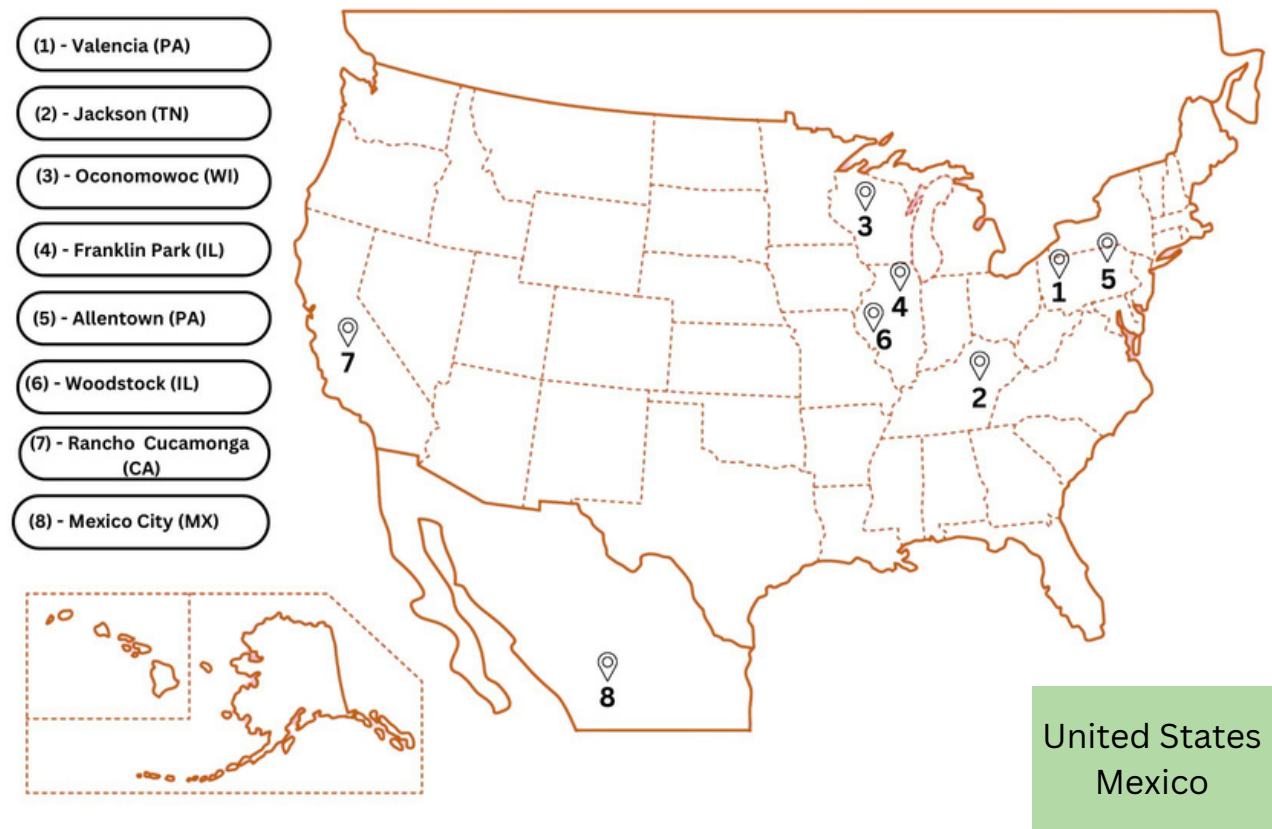 (1) - Valencia (PA)
(2) - Jackson (TN)
(3) - Oconomowoc (WI)
(4) - Franklin Park (IL)
(5) - Allentown (PA)
(6) - Woodstock (IL)
(7) - Rancho Cucamonga
(CA)
(8) - Mexico City (MX)
3
5
1
4
6
7
2
8
United States
Mexico